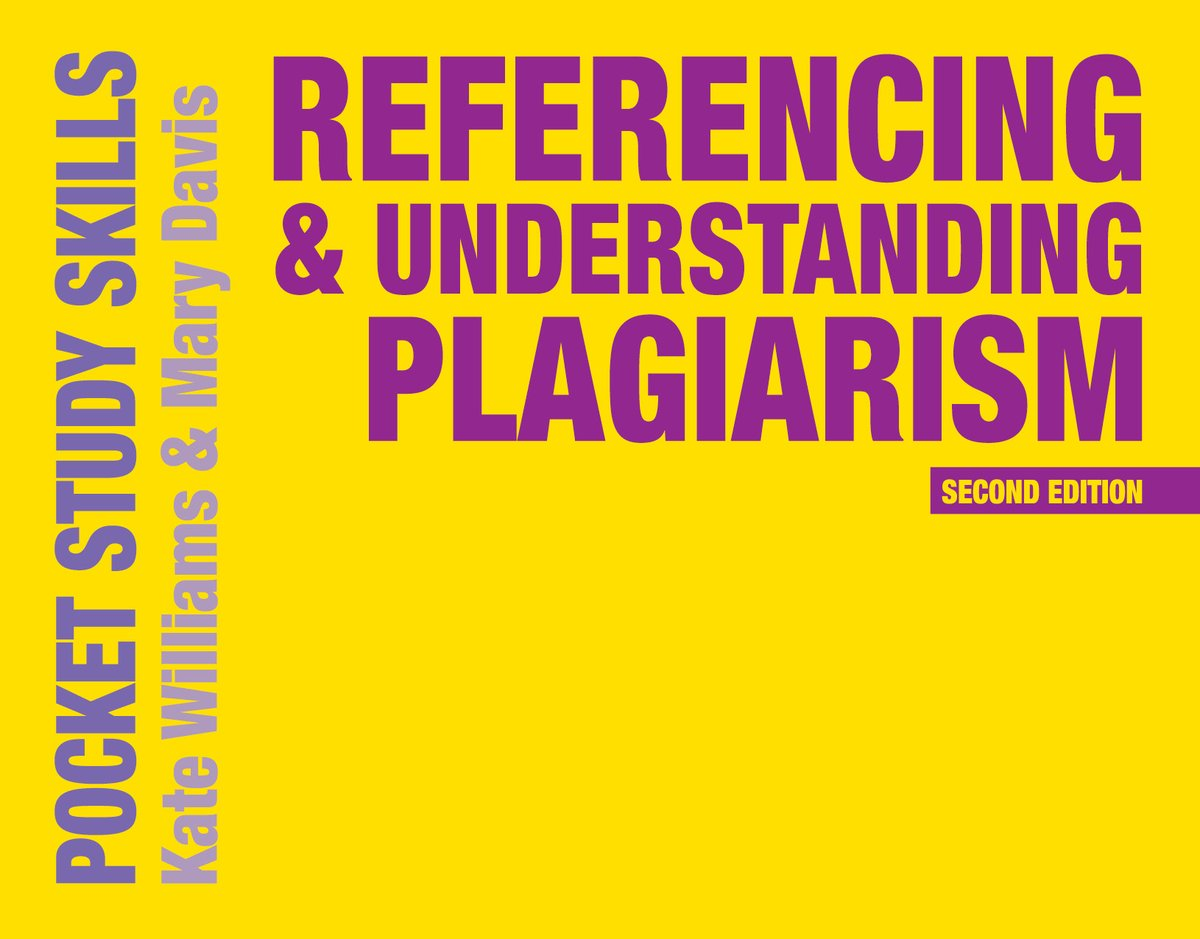 POCKET STUDY SKILLS
Kate Williams & Mary Davis
REFERENCING
& UNDERSTANDING
PLAGIARISM
SECOND EDITION